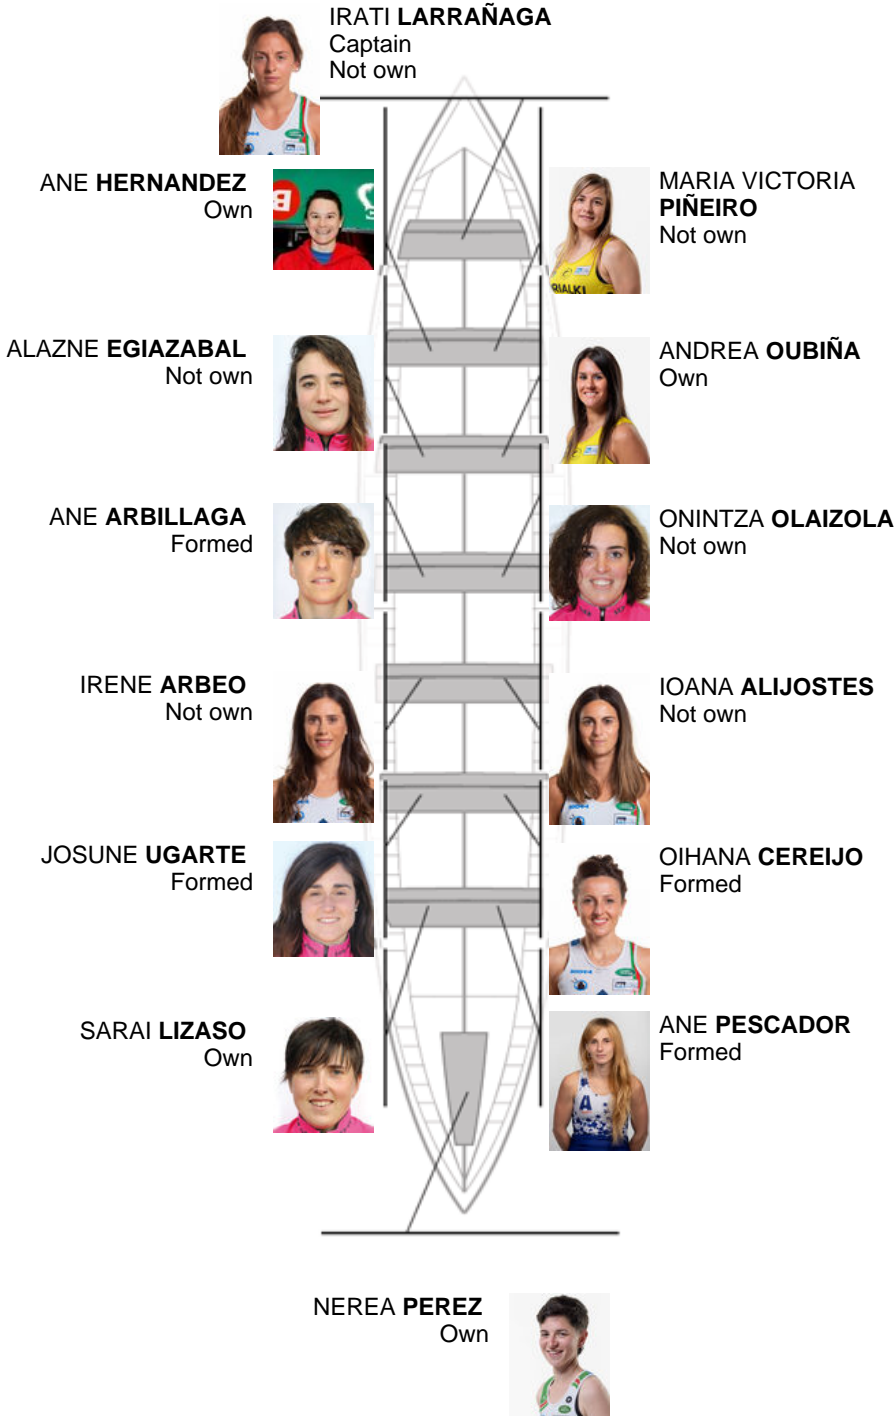 IRATI LARRAÑAGA
Captain
Not own
ANE HERNANDEZ
Own
MARIA VICTORIA
PIÑEIRO
Not own
ALAZNE EGIAZABAL
Not own
ANDREA OUBIÑA
Own
ANE ARBILLAGA
Formed
ONINTZA OLAIZOLA
Not own
IRENE ARBEO
Not own
IOANA ALIJOSTES
Not own
JOSUNE UGARTE
Formed
OIHANA CEREIJO
Formed
SARAI LIZASO
Own
ANE PESCADOR
Formed
NEREA PEREZ
Own